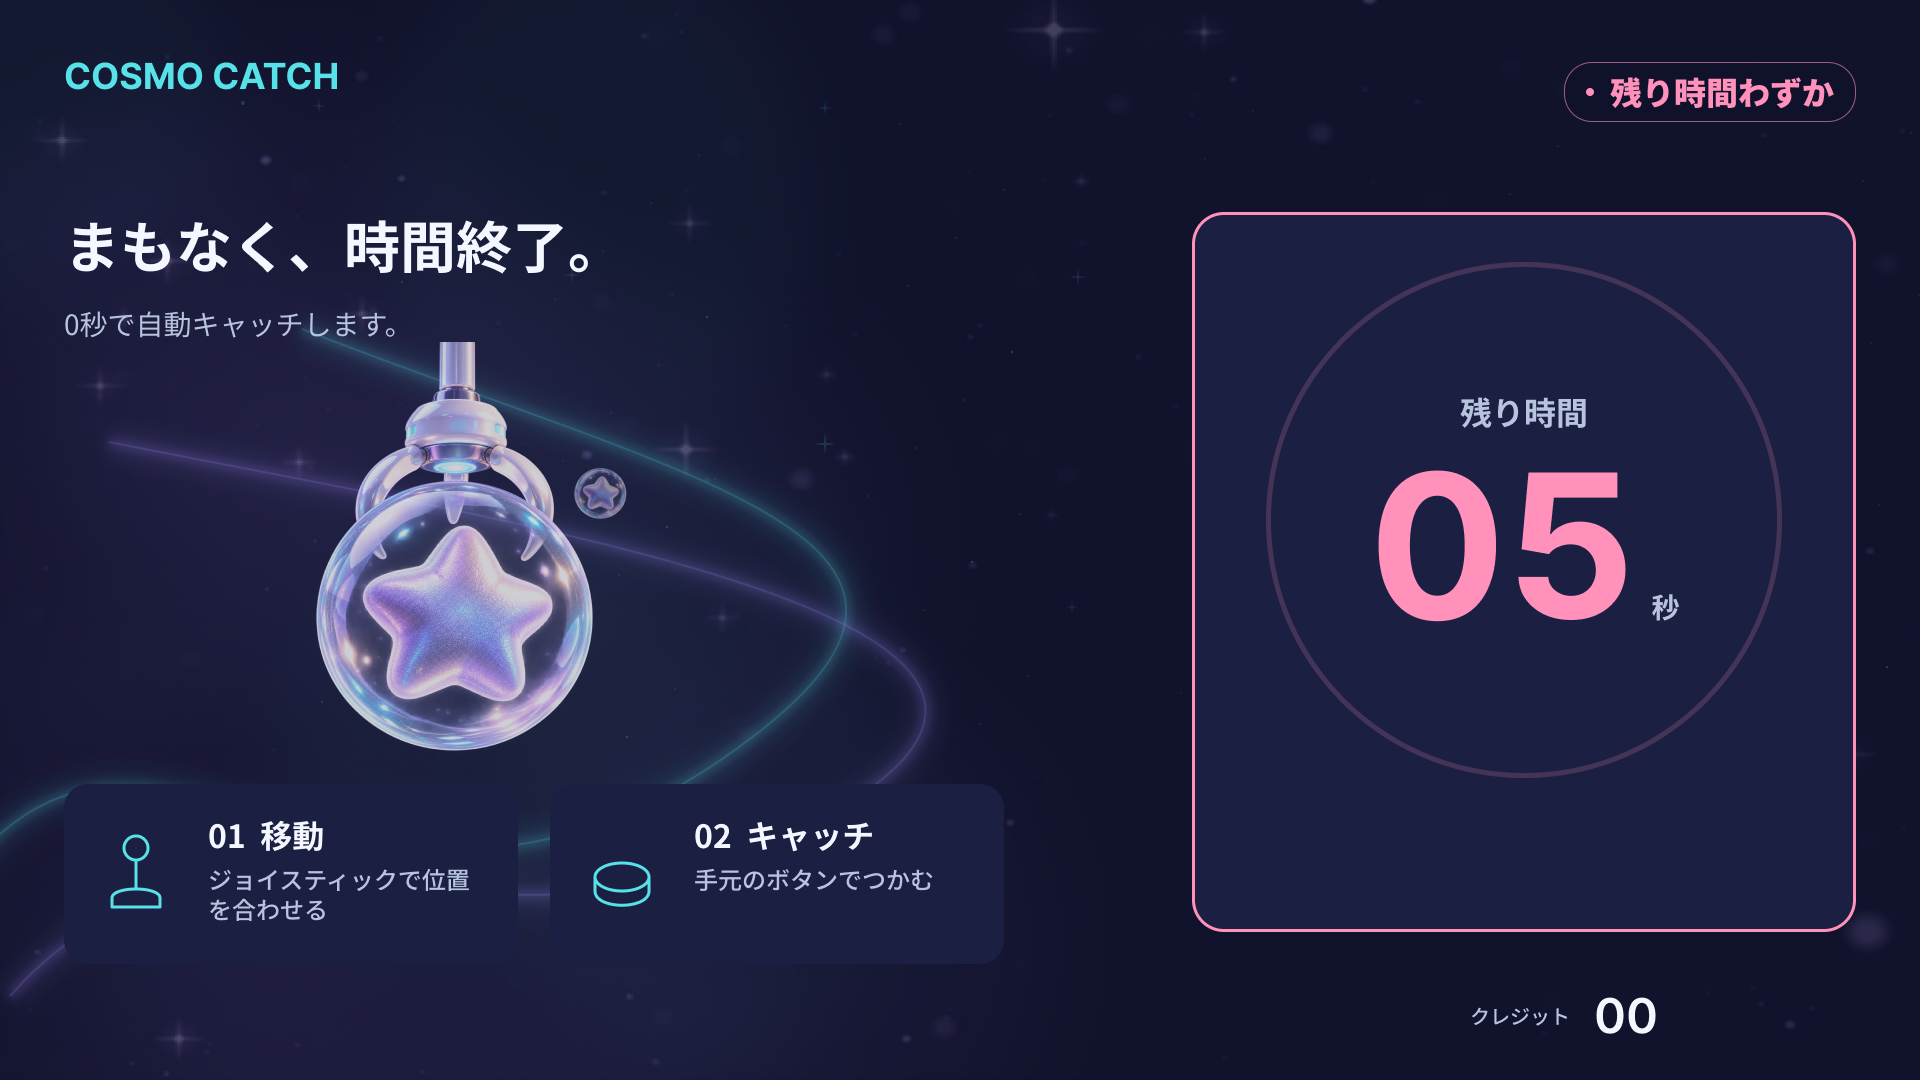 COSMO CATCH
・残り時間わずか
まもなく、時間終了。
0秒で自動キャッチします。
残り時間
05 秒
01 移動
ジョイスティックで位置
を合わせる
02 キャッチ
手元のボタンでつかむ
クレジット 00